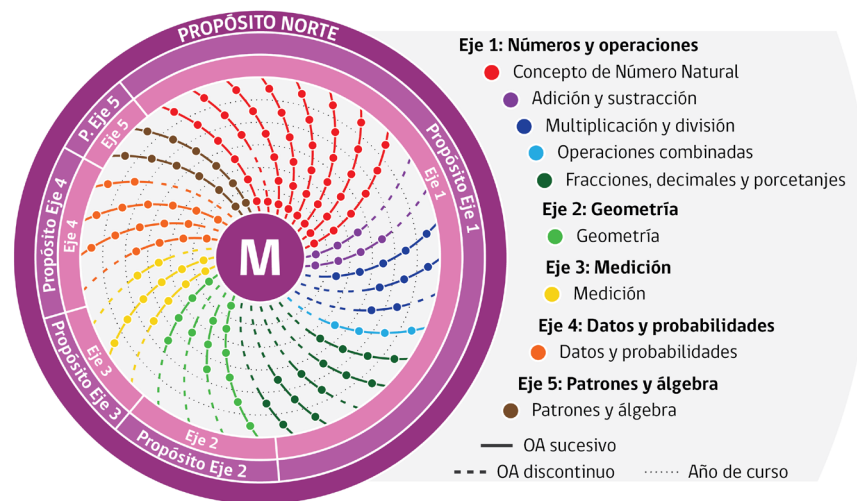 PROPÓSITO NORTE
P. Eje 5
Eje 5
Propósito Eje 4
Eje 4
Propósito Eje 3
Eje 3
Propósito Eje 2
Eje 2
Propósito Eje 1
Eje 1
M
Eje 1: Números y operaciones
Concepto de Número Natural
Adición y sustracción
Multiplicación y división
Operaciones combinadas
Fracciones, decimales y porcetanjes
Eje 2: Geometría
Geometría
Eje 3: Medición
Medición
Eje 4: Datos y probabilidades
Datos y probabilidades
Eje 5: Patrones y álgebra
Patrones y álgebra
OA sucesivo
OA discontinuo
Año de curso